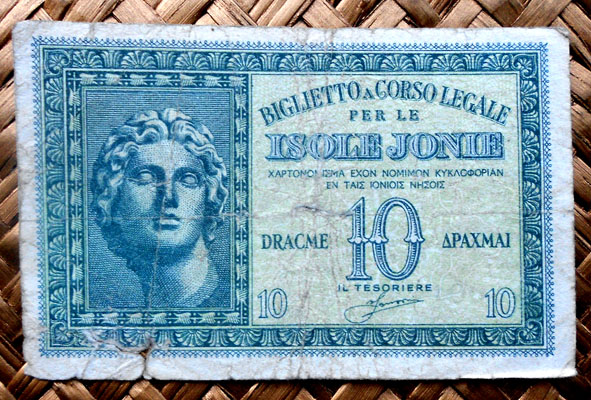 BIGLIETTO A CORSO LEGALE
PER LE
ISOLE JONIE
ΧΑΡΤΟΝΟΜΙΣΜΑ ΕΧΟΝ ΝΟΜΙΜΟΝ ΚΥΚΛΟΦΟΡΙΑΝ
ΕΝ ΤΑΙΣ ΙΟΝΙΟΙΣ ΝΗΣΟΙΣ
DRACME 10 ΔΡΑΧΜΑΙ
IL TESORIERE
10 10